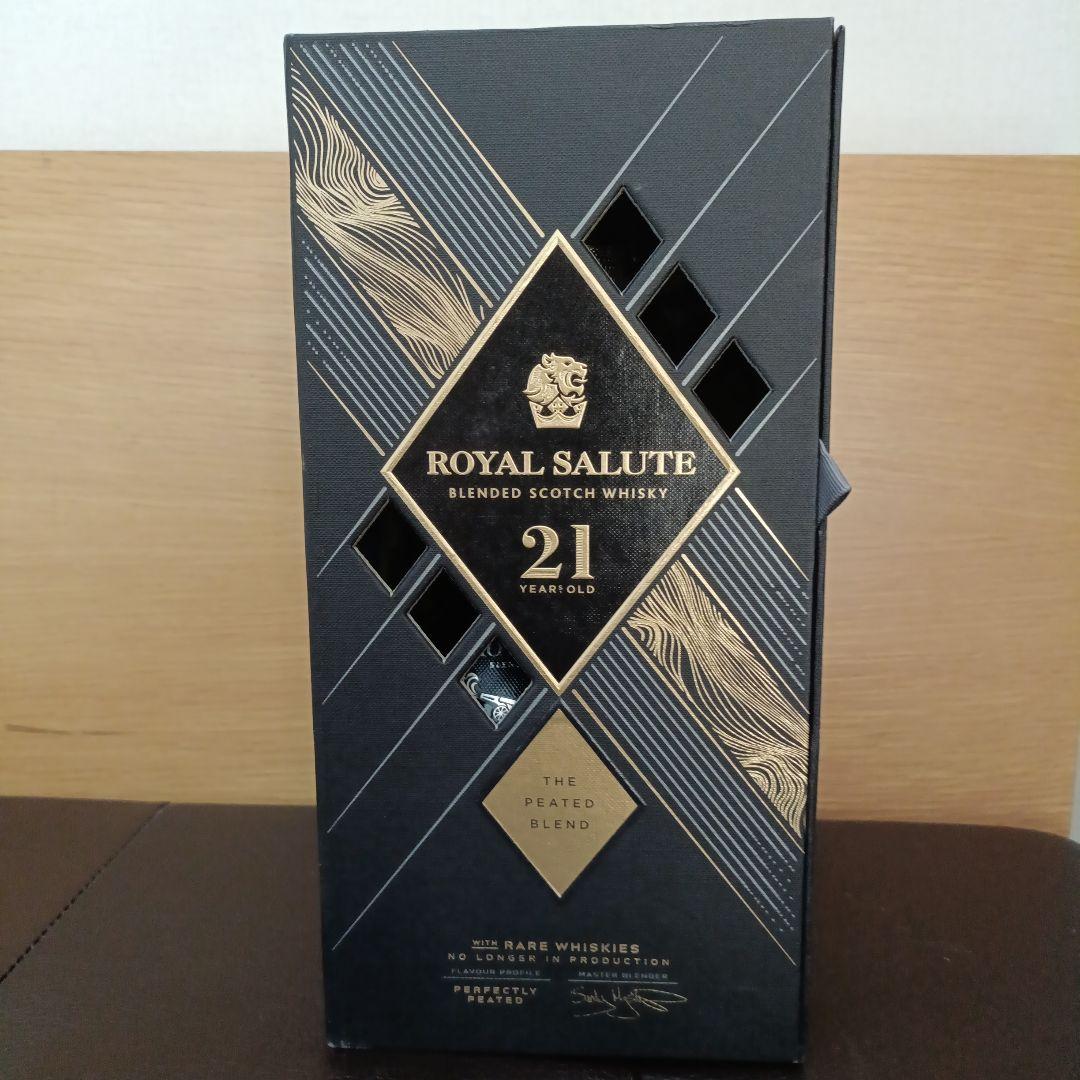 ROYAL SALUTE
BLENDED SCOTCH WHISKY
21
YEARS OLD
THE
PEATED
BLEND
WITH RARE WHISKIES
NO LONGER IN PRODUCTION
FLAVOUR PROFILE
PERFECTLY
PEATED
MASTER BLENDER